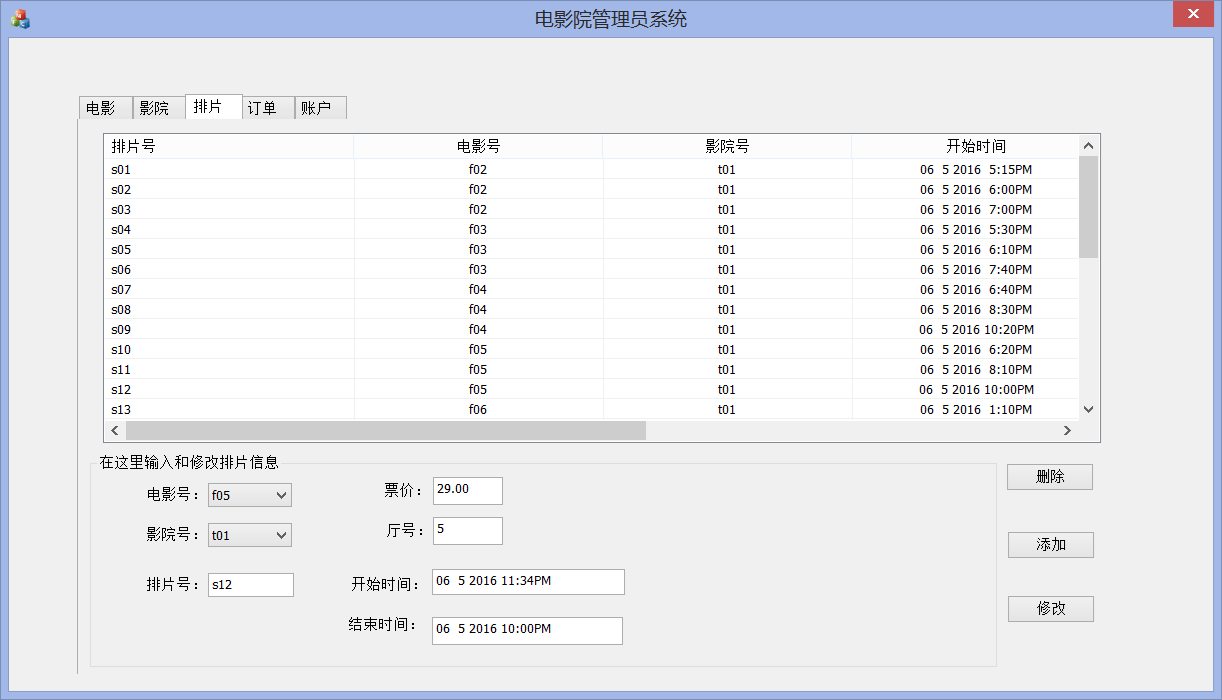 电影院管理员系统
电影 影院 排片 订单 账户
排片号 电影号 影院号 开始时间
s01 f02 t01 06  5 2016  5:15PM
s02 f02 t01 06  5 2016  6:00PM
s03 f02 t01 06  5 2016  7:00PM
s04 f03 t01 06  5 2016  5:30PM
s05 f03 t01 06  5 2016  6:10PM
s06 f03 t01 06  5 2016  7:40PM
s07 f04 t01 06  5 2016  6:40PM
s08 f04 t01 06  5 2016  8:30PM
s09 f04 t01 06  5 2016 10:20PM
s10 f05 t01 06  5 2016  6:20PM
s11 f05 t01 06  5 2016  8:10PM
s12 f05 t01 06  5 2016 10:00PM
s13 f06 t01 06  5 2016  1:10PM
在这里输入和修改排片信息
电影号： f05 票价： 29.00
影院号： t01 厅号： 5
排片号： s12 开始时间： 06  5 2016 11:34PM
结束时间： 06  5 2016 10:00PM
删除
添加
修改